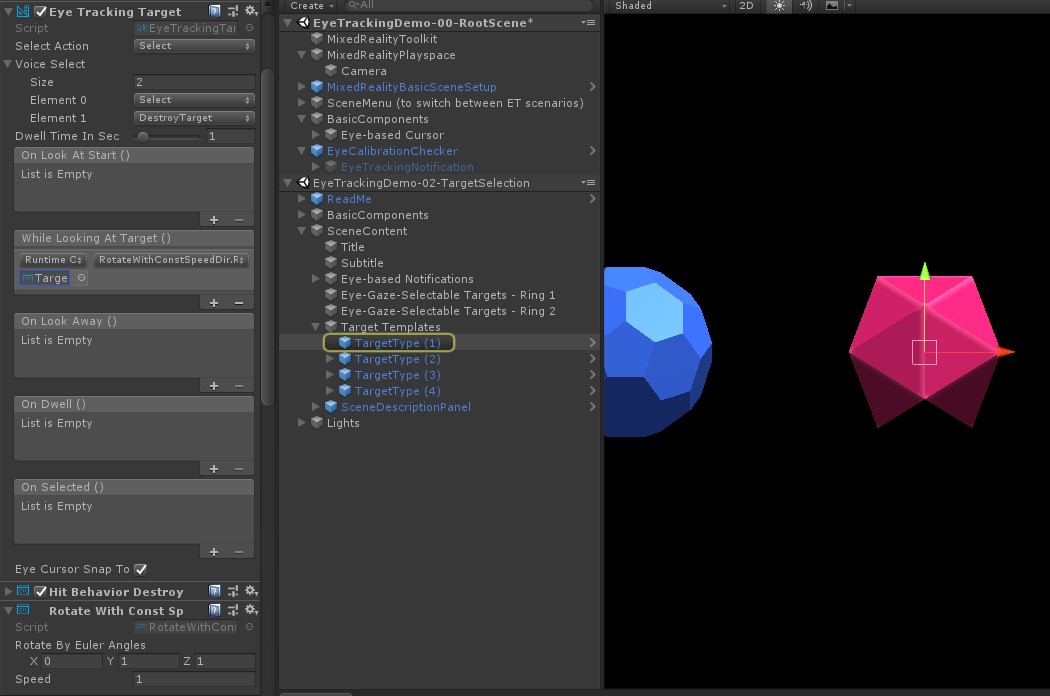 Eye Tracking Target
Script EyeTrackingTar
Select Action Select
Voice Select
Size 2
Element 0 Select
Element 1 DestroyTarget
Dwell Time In Sec 1
On Look At Start ()
List is Empty
While Looking At Target ()
Runtime O RotateWithConstSpeedDir.R
Targe
On Look Away ()
List is Empty
On Dwell ()
List is Empty
On Selected ()
List is Empty
Eye Cursor Snap To
Hit Behavior Destroy
Rotate With Const Sp
Script RotateWithCons
Rotate By Euler Angles
X 0 Y 1 Z 1
Speed 1
Create All
EyeTrackingDemo-00-RootScene*
MixedRealityToolkit
MixedRealityPlayspace
Camera
MixedRealityBasicSceneSetup
SceneMenu (to switch between ET scenarios)
BasicComponents
Eye-based Cursor
EyeCalibrationChecker
EyeTrackingNotification
EyeTrackingDemo-02-TargetSelection
ReadMe
BasicComponents
SceneContent
Title
Subtitle
Eye-based Notifications
Eye-Gaze-Selectable Targets - Ring 1
Eye-Gaze-Selectable Targets - Ring 2
Target Templates
TargetType (1)
TargetType (2)
TargetType (3)
TargetType (4)
SceneDescriptionPanel
Lights
Shaded 2D